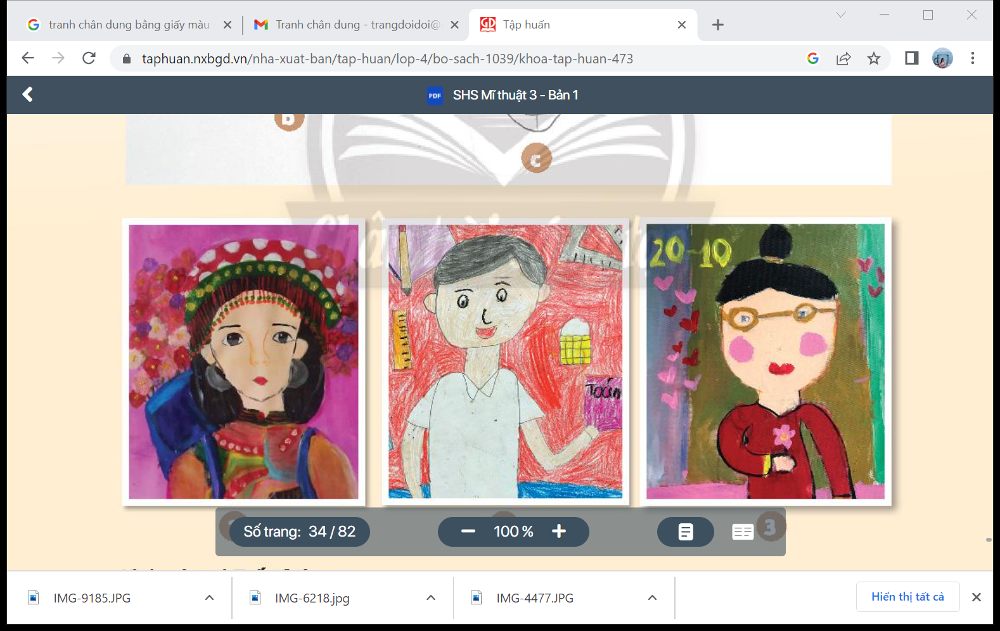 tranh chân dung bằng giấy màu
Tranh chân dung - trangdoidoi@
Tập huấn
taphuan.nxbgd.vn/nha-xuat-ban/tap-huan/lop-4/bo-sach-1039/khoa-tap-huan-473
PDF SHS Mĩ thuật 3 - Bản 1
b
c
20-10
Toán
3
Số trang: 34 / 82
100 %
IMG-9185.JPG
IMG-6218.jpg
IMG-4477.JPG
Hiển thị tất cả